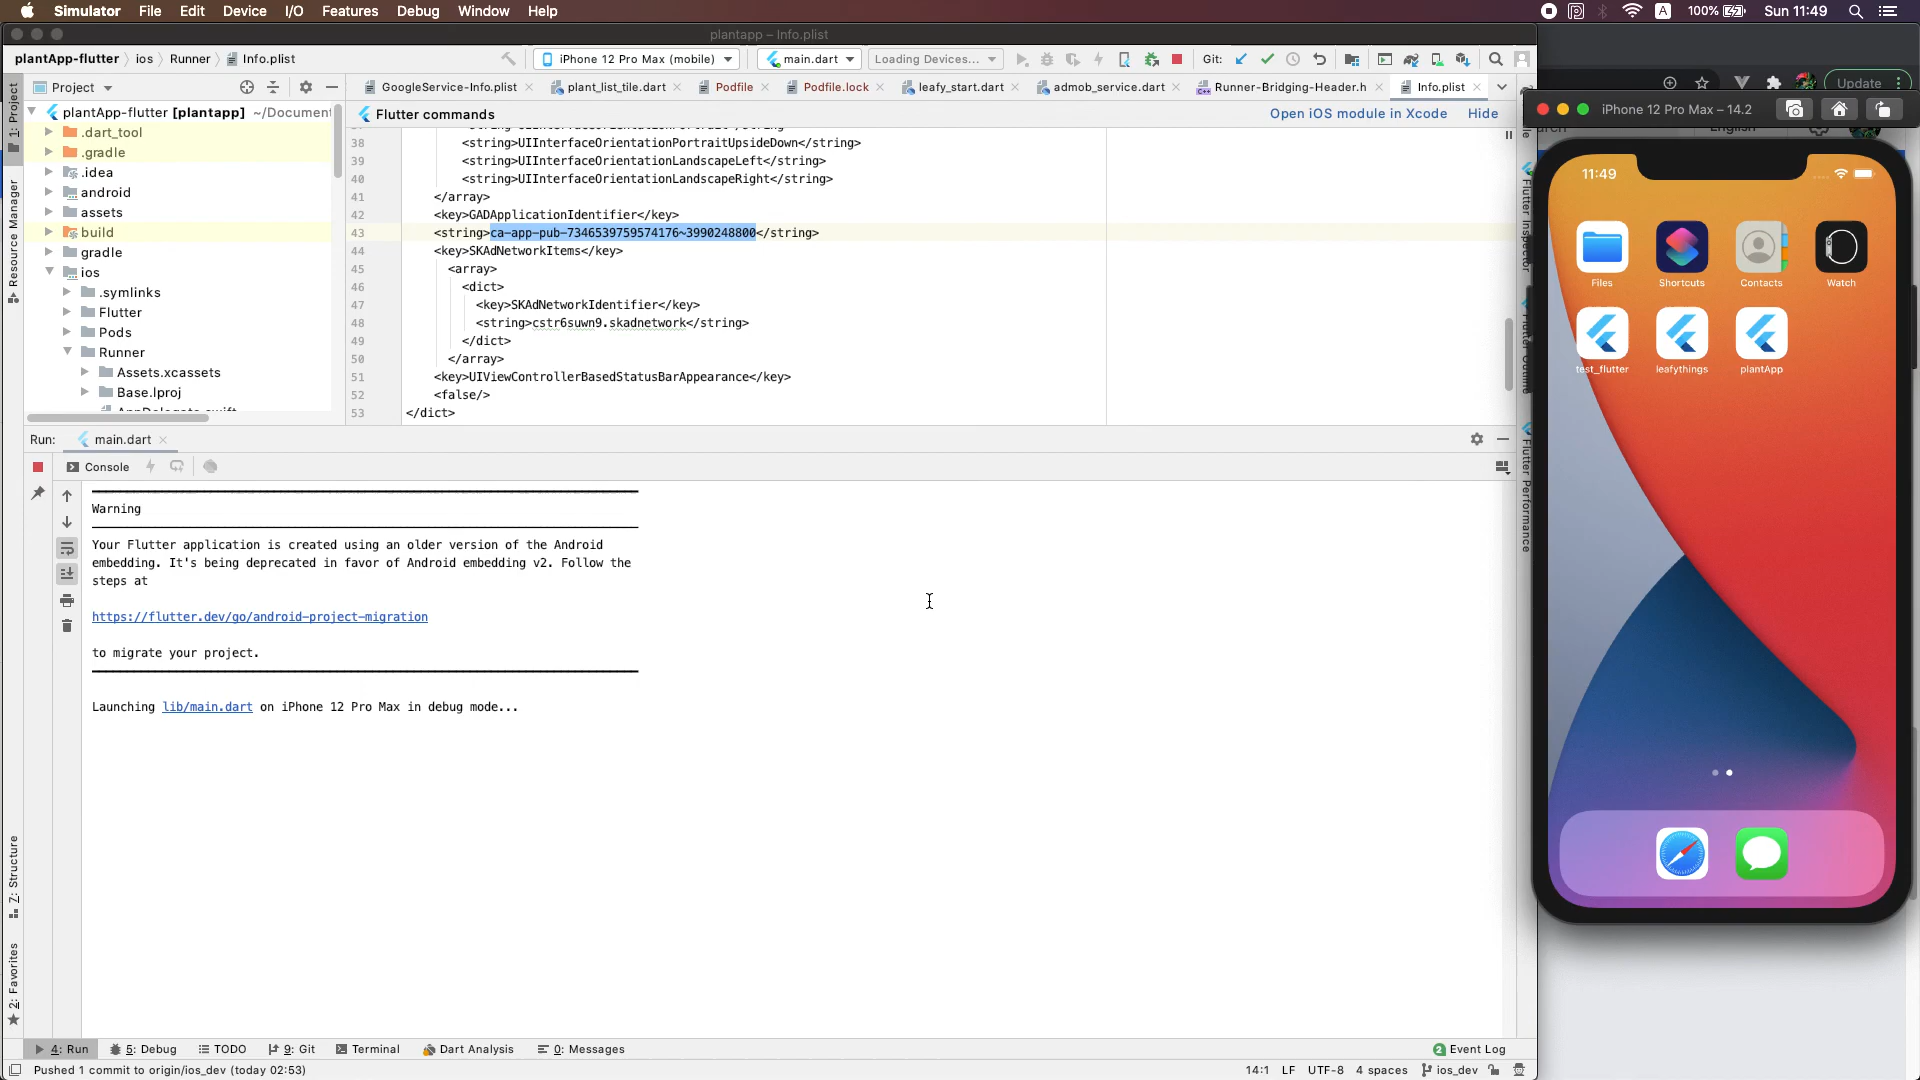 Simulator File Edit Device I/O Features Debug Window Help
A 100% Sun 11:49
plantapp – Info.plist
plantApp-flutter ios Runner Info.plist
iPhone 12 Pro Max (mobile) main.dart Loading Devices... Git:
Update
Project
GoogleService-Info.plist plant_list_tile.dart Podfile Podfile.lock leafy_start.dart admob_service.dart Runner-Bridging-Header.h Info.plist
Flutter commands Open iOS module in Xcode Hide
1: Project
Resource Manager
Z: Structure
2: Favorites
plantApp-flutter [plantapp] ~/Document
.dart_tool
.gradle
.idea
android
assets
build
gradle
ios
.symlinks
Flutter
Pods
Runner
Assets.xcassets
Base.lproj
38 <string>UIInterfaceOrientationPortraitUpsideDown</string>
39 <string>UIInterfaceOrientationLandscapeLeft</string>
40 <string>UIInterfaceOrientationLandscapeRight</string>
41 </array>
42 <key>GADApplicationIdentifier</key>
43 <string>ca-app-pub-7346539759574176~3990248800</string>
44 <key>SKAdNetworkItems</key>
45 <array>
46 <dict>
47 <key>SKAdNetworkIdentifier</key>
48 <string>cstr6suwn9.skadnetwork</string>
49 </dict>
50 </array>
51 <key>UIViewControllerBasedStatusBarAppearance</key>
52 <false/>
53 </dict>
Run: main.dart
Console
Warning
Your Flutter application is created using an older version of the Android
embedding. It's being deprecated in favor of Android embedding v2. Follow the
steps at
https://flutter.dev/go/android-project-migration
to migrate your project.
Launching lib/main.dart on iPhone 12 Pro Max in debug mode...
Flutter Inspector
Flutter Outline
Flutter Performance
iPhone 12 Pro Max – 14.2
11:49
Files Shortcuts Contacts Watch
test_flutter leafythings plantApp
4: Run 5: Debug TODO 9: Git Terminal Dart Analysis 0: Messages 2 Event Log
Pushed 1 commit to origin/ios_dev (today 02:53) 14:1 LF UTF-8 4 spaces ios_dev